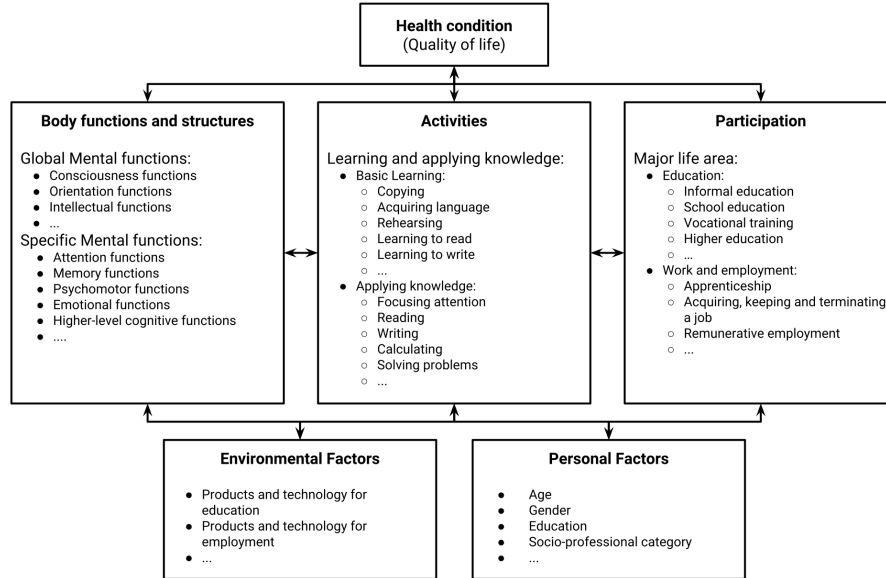 Health condition
(Quality of life)
Body functions and structures
Global Mental functions:
● Consciousness functions
● Orientation functions
● Intellectual functions
● ...
Specific Mental functions:
● Attention functions
● Memory functions
● Psychomotor functions
● Emotional functions
● Higher-level cognitive functions
● ....
Activities
Learning and applying knowledge:
● Basic Learning:
○ Copying
○ Acquiring language
○ Rehearsing
○ Learning to read
○ Learning to write
○ ...
● Applying knowledge:
○ Focusing attention
○ Reading
○ Writing
○ Calculating
○ Solving problems
○ ...
Participation
Major life area:
● Education:
○ Informal education
○ School education
○ Vocational training
○ Higher education
○ ...
● Work and employment:
○ Apprenticeship
○ Acquiring, keeping and terminating
a job
○ Remunerative employment
○ ...
Environmental Factors
● Products and technology for
education
● Products and technology for
employment
● ...
Personal Factors
● Age
● Gender
● Education
● Socio-professional category
● ...